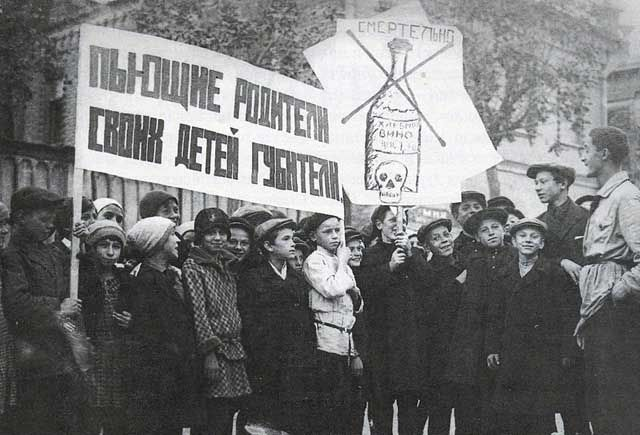 ПЬЮЩИЕ РОДИТЕЛИ
СВОИХ ДЕТЕЙ ГУБИТЕЛИ
СМЕРТЕЛЬНО
ВИНО